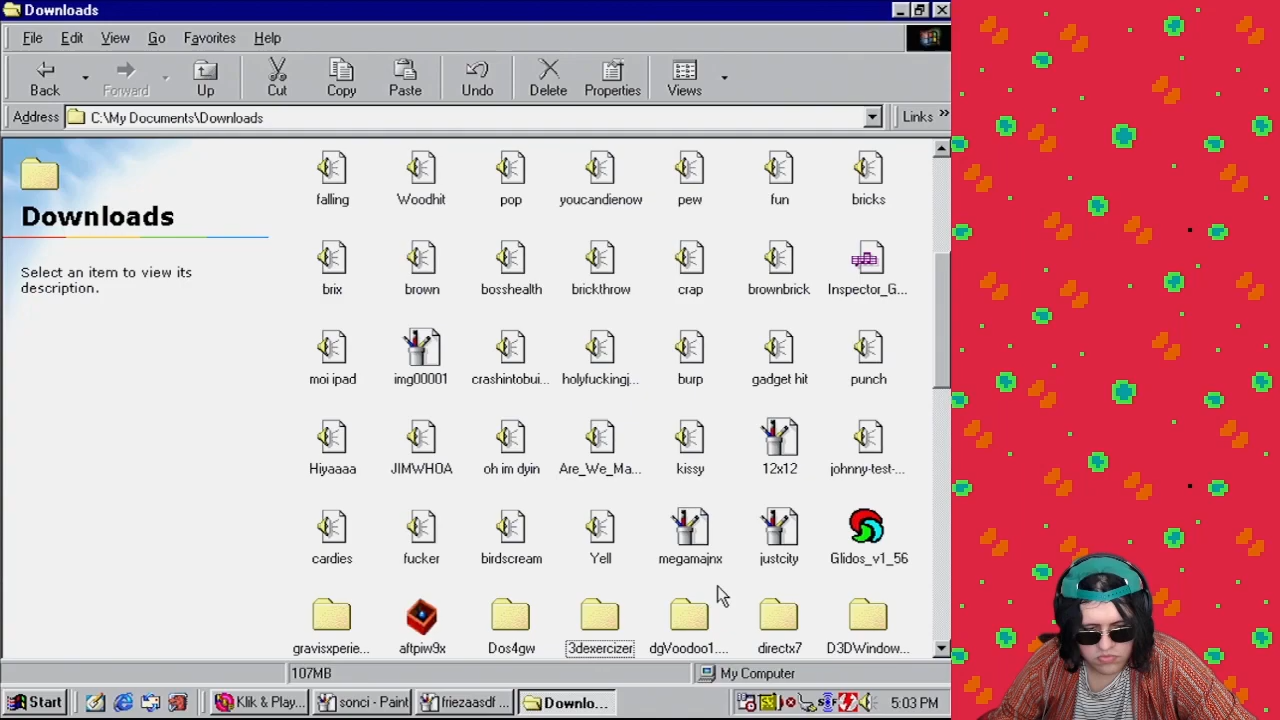 Downloads
File Edit View Go Favorites Help
Back Forward Up Cut Copy Paste Undo Delete Properties Views
Address C:\My Documents\Downloads Links »
Downloads
Select an item to view its
description.
falling Woodhit pop youcandienow pew fun bricks
brix brown bosshealth brickthrow crap brownbrick Inspector_G...
moi ipad img00001 crashintobui... holyfuckingj... burp gadget hit punch
Hiyaaaa JIMWHOA oh im dyin Are_We_Ma... kissy 12x12 johnny-test-...
cardies fucker birdscream Yell megamajnx justcity Glidos_v1_56
gravisxperie... aftpiw9x Dos4gw 3dexercizer dgVoodoo1.... directx7 D3DWindow...
107MB My Computer
Start Klik & Play... sonci - Paint friezaasdf ... Downlo... 5:03 PM